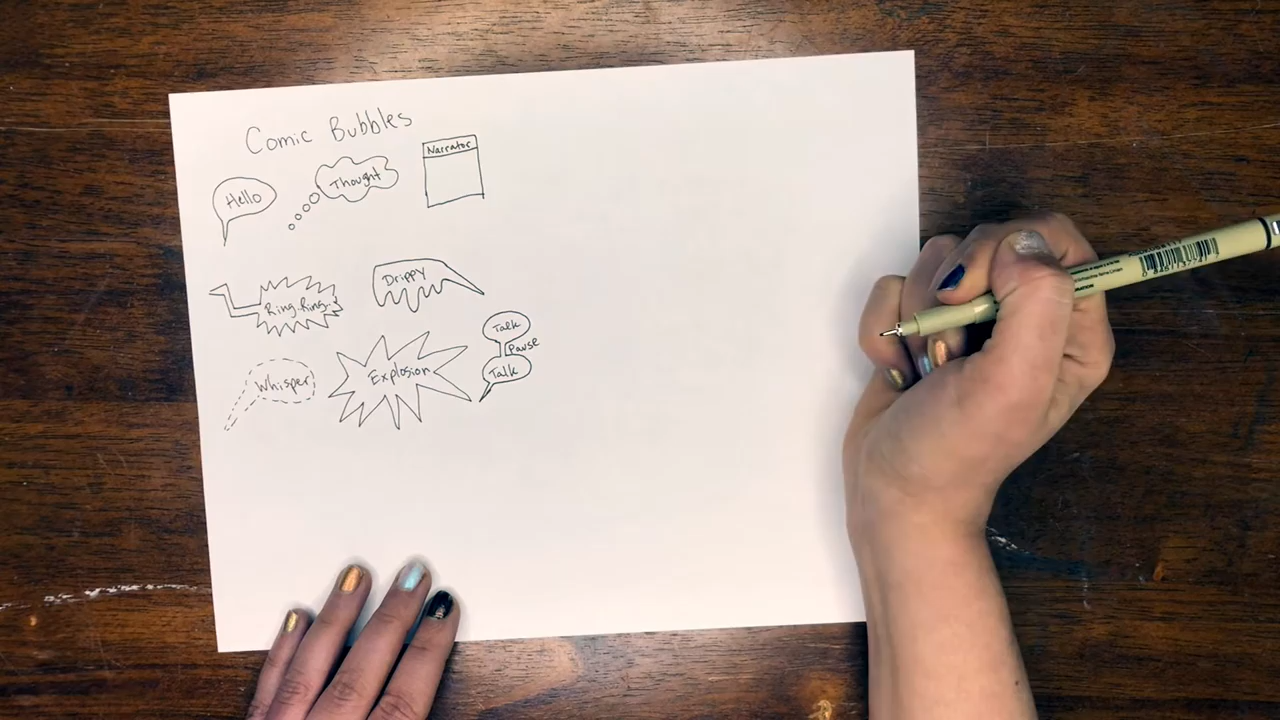 Comic Bubbles
Hello
Thought
Narrator
Ring-Ring-
Drippy
Whisper
Explosion
Talk
Pause
Talk